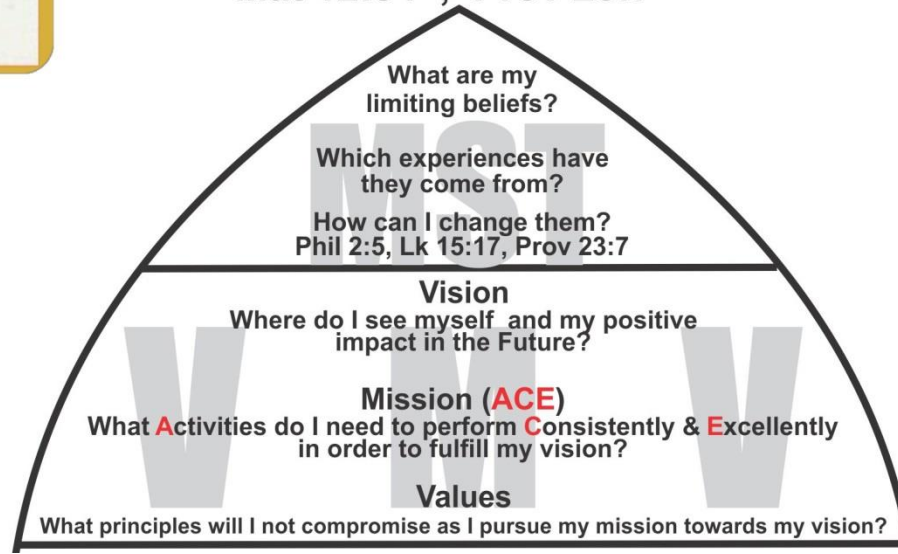 What are my
limiting beliefs?
MST
Which experiences have
they come from?
How can I change them?
Phil 2:5, Lk 15:17, Prov 23:7
Vision
Where do I see myself and my positive
impact in the Future?
V M V
Mission (ACE)
What Activities do I need to perform Consistently & Excellently
in order to fulfill my vision?
Values
What principles will I not compromise as I pursue my mission towards my vision?